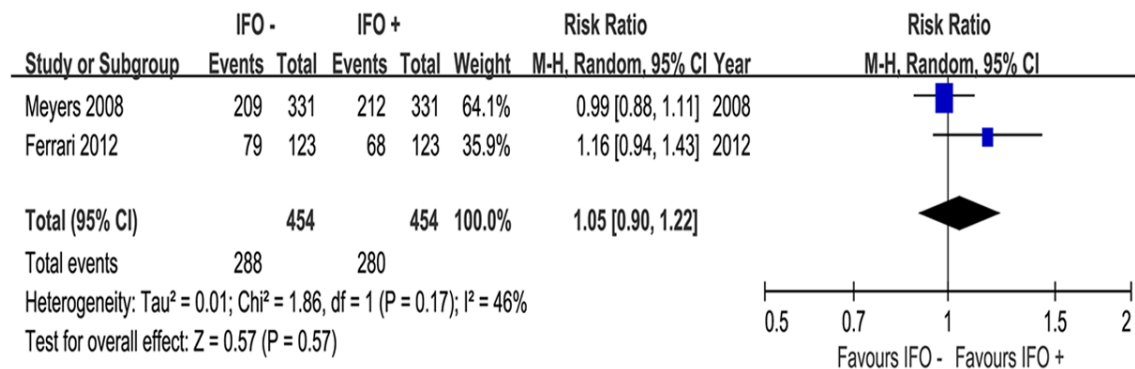 IFO - IFO + Risk Ratio Risk Ratio
Study or Subgroup Events Total Events Total Weight M-H, Random, 95% CI Year M-H, Random, 95% CI
Meyers 2008 209 331 212 331 64.1% 0.99 [0.88, 1.11] 2008
Ferrari 2012 79 123 68 123 35.9% 1.16 [0.94, 1.43] 2012
Total (95% CI) 454 454 100.0% 1.05 [0.90, 1.22]
Total events 288 280
Heterogeneity: Tau² = 0.01; Chi² = 1.86, df = 1 (P = 0.17); I² = 46%
Test for overall effect: Z = 0.57 (P = 0.57)
0.5 0.7 1 1.5 2
Favours IFO - Favours IFO +